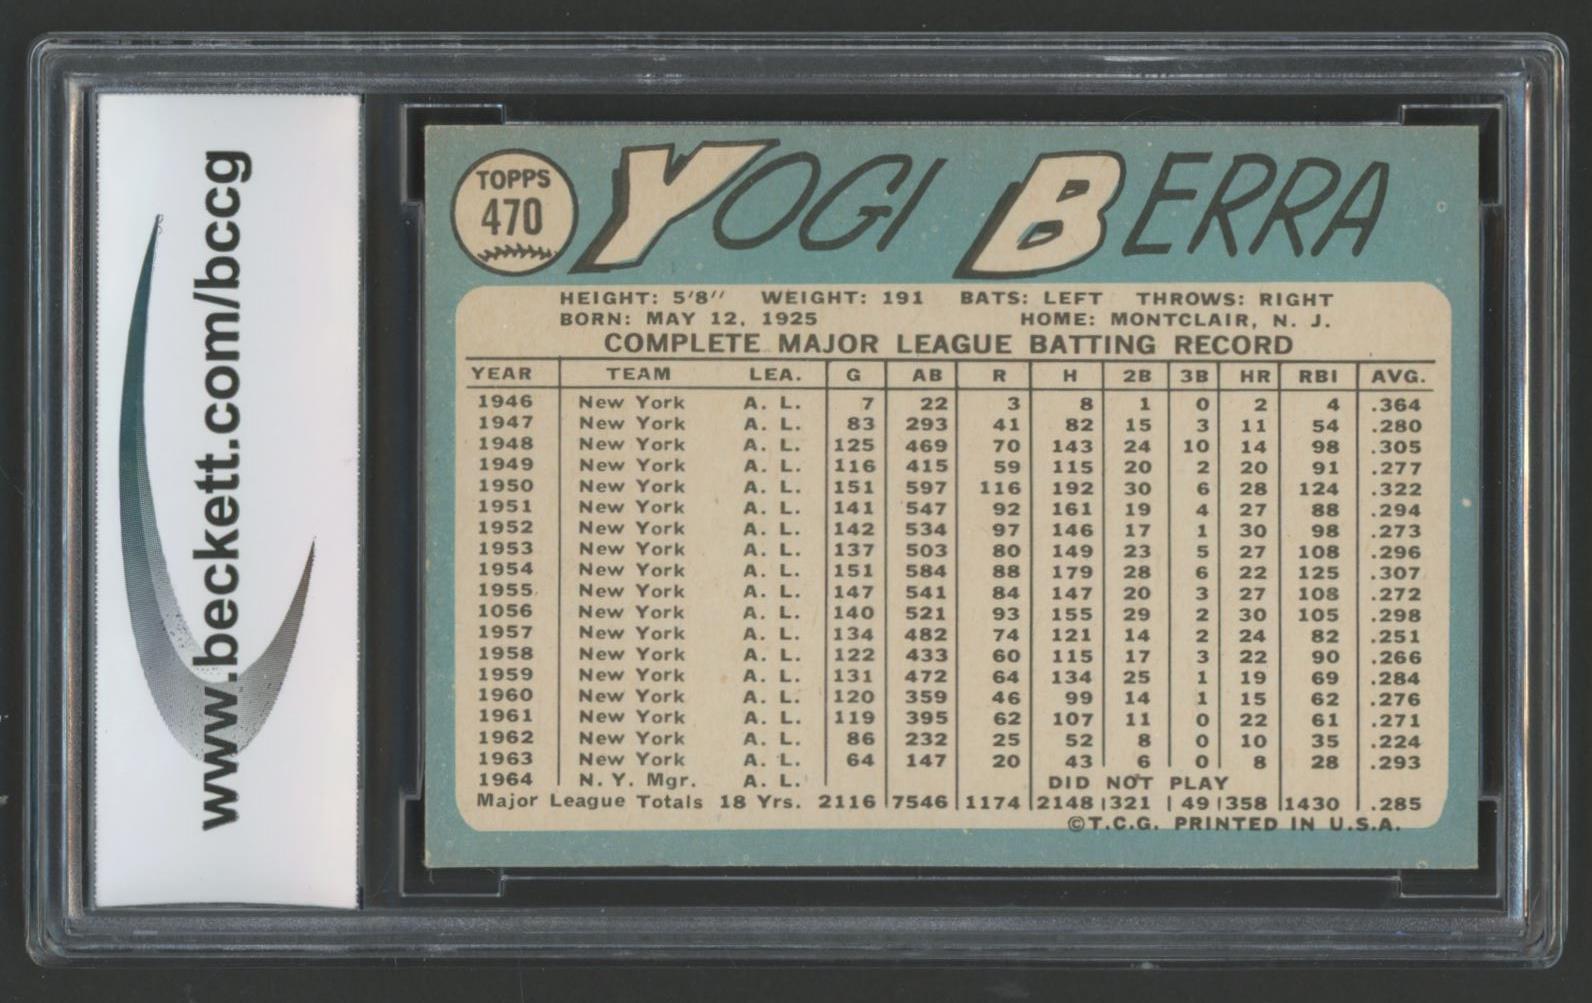 www.beckett.com/bccg
TOPPS
470
YOGI BERRA
HEIGHT: 5'8" WEIGHT: 191 BATS: LEFT THROWS: RIGHT
BORN: MAY 12, 1925 HOME: MONTCLAIR, N. J.
COMPLETE MAJOR LEAGUE BATTING RECORD
YEAR TEAM LEA. G AB R H 2B 3B HR RBI AVG.
1946 New York A. L. 7 22 3 8 1 0 2 4 .364
1947 New York A. L. 83 293 41 82 15 3 11 54 .280
1948 New York A. L. 125 469 70 143 24 10 14 98 .305
1949 New York A. L. 116 415 59 115 20 2 20 91 .277
1950 New York A. L. 151 597 116 192 30 6 28 124 .322
1951 New York A. L. 141 547 92 161 19 4 27 88 .294
1952 New York A. L. 142 534 97 146 17 1 30 98 .273
1953 New York A. L. 137 503 80 149 23 5 27 108 .296
1954 New York A. L. 151 584 88 179 28 6 22 125 .307
1955 New York A. L. 147 541 84 147 20 3 27 108 .272
1056 New York A. L. 140 521 93 155 29 2 30 105 .298
1957 New York A. L. 134 482 74 121 14 2 24 82 .251
1958 New York A. L. 122 433 60 115 17 3 22 90 .266
1959 New York A. L. 131 472 64 134 25 1 19 69 .284
1960 New York A. L. 120 359 46 99 14 1 15 62 .276
1961 New York A. L. 119 395 62 107 11 0 22 61 .271
1962 New York A. L. 86 232 25 52 8 0 10 35 .224
1963 New York A. L. 64 147 20 43 6 0 8 28 .293
1964 N. Y. Mgr. A. L. DID NOT PLAY
Major League Totals 18 Yrs. 2116 7546 1174 2148 321 49 358 1430 .285
©T.C.G. PRINTED IN U.S.A.